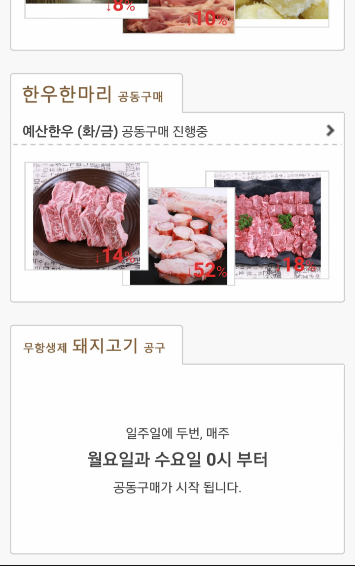 ↓8%
↓10%
한우한마리 공동구매
예산한우 (화/금) 공동구매 진행중
↓14%
↓52%
↓18%
무항생제 돼지고기 공구
일주일에 두번, 매주
월요일과 수요일 0시 부터
공동구매가 시작 됩니다.